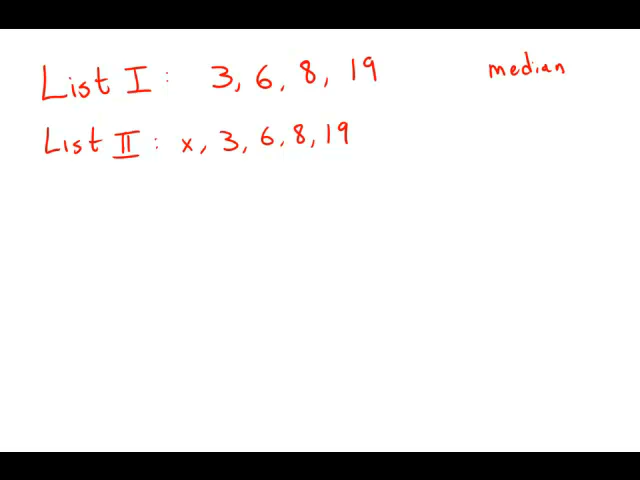 List I : 3, 6, 8, 19
median
List II : x, 3, 6, 8, 19